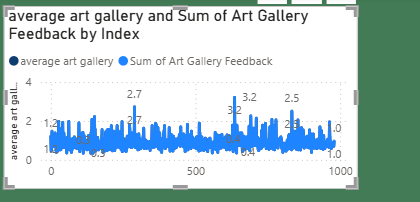 average art gallery and Sum of Art Gallery
Feedback by Index
average art gallery Sum of Art Gallery Feedback
average art gall...
4
2
0
2.7
3.2
2.5
1.2
2.7
3.2
.0
0.4
1.0
0 500 1000